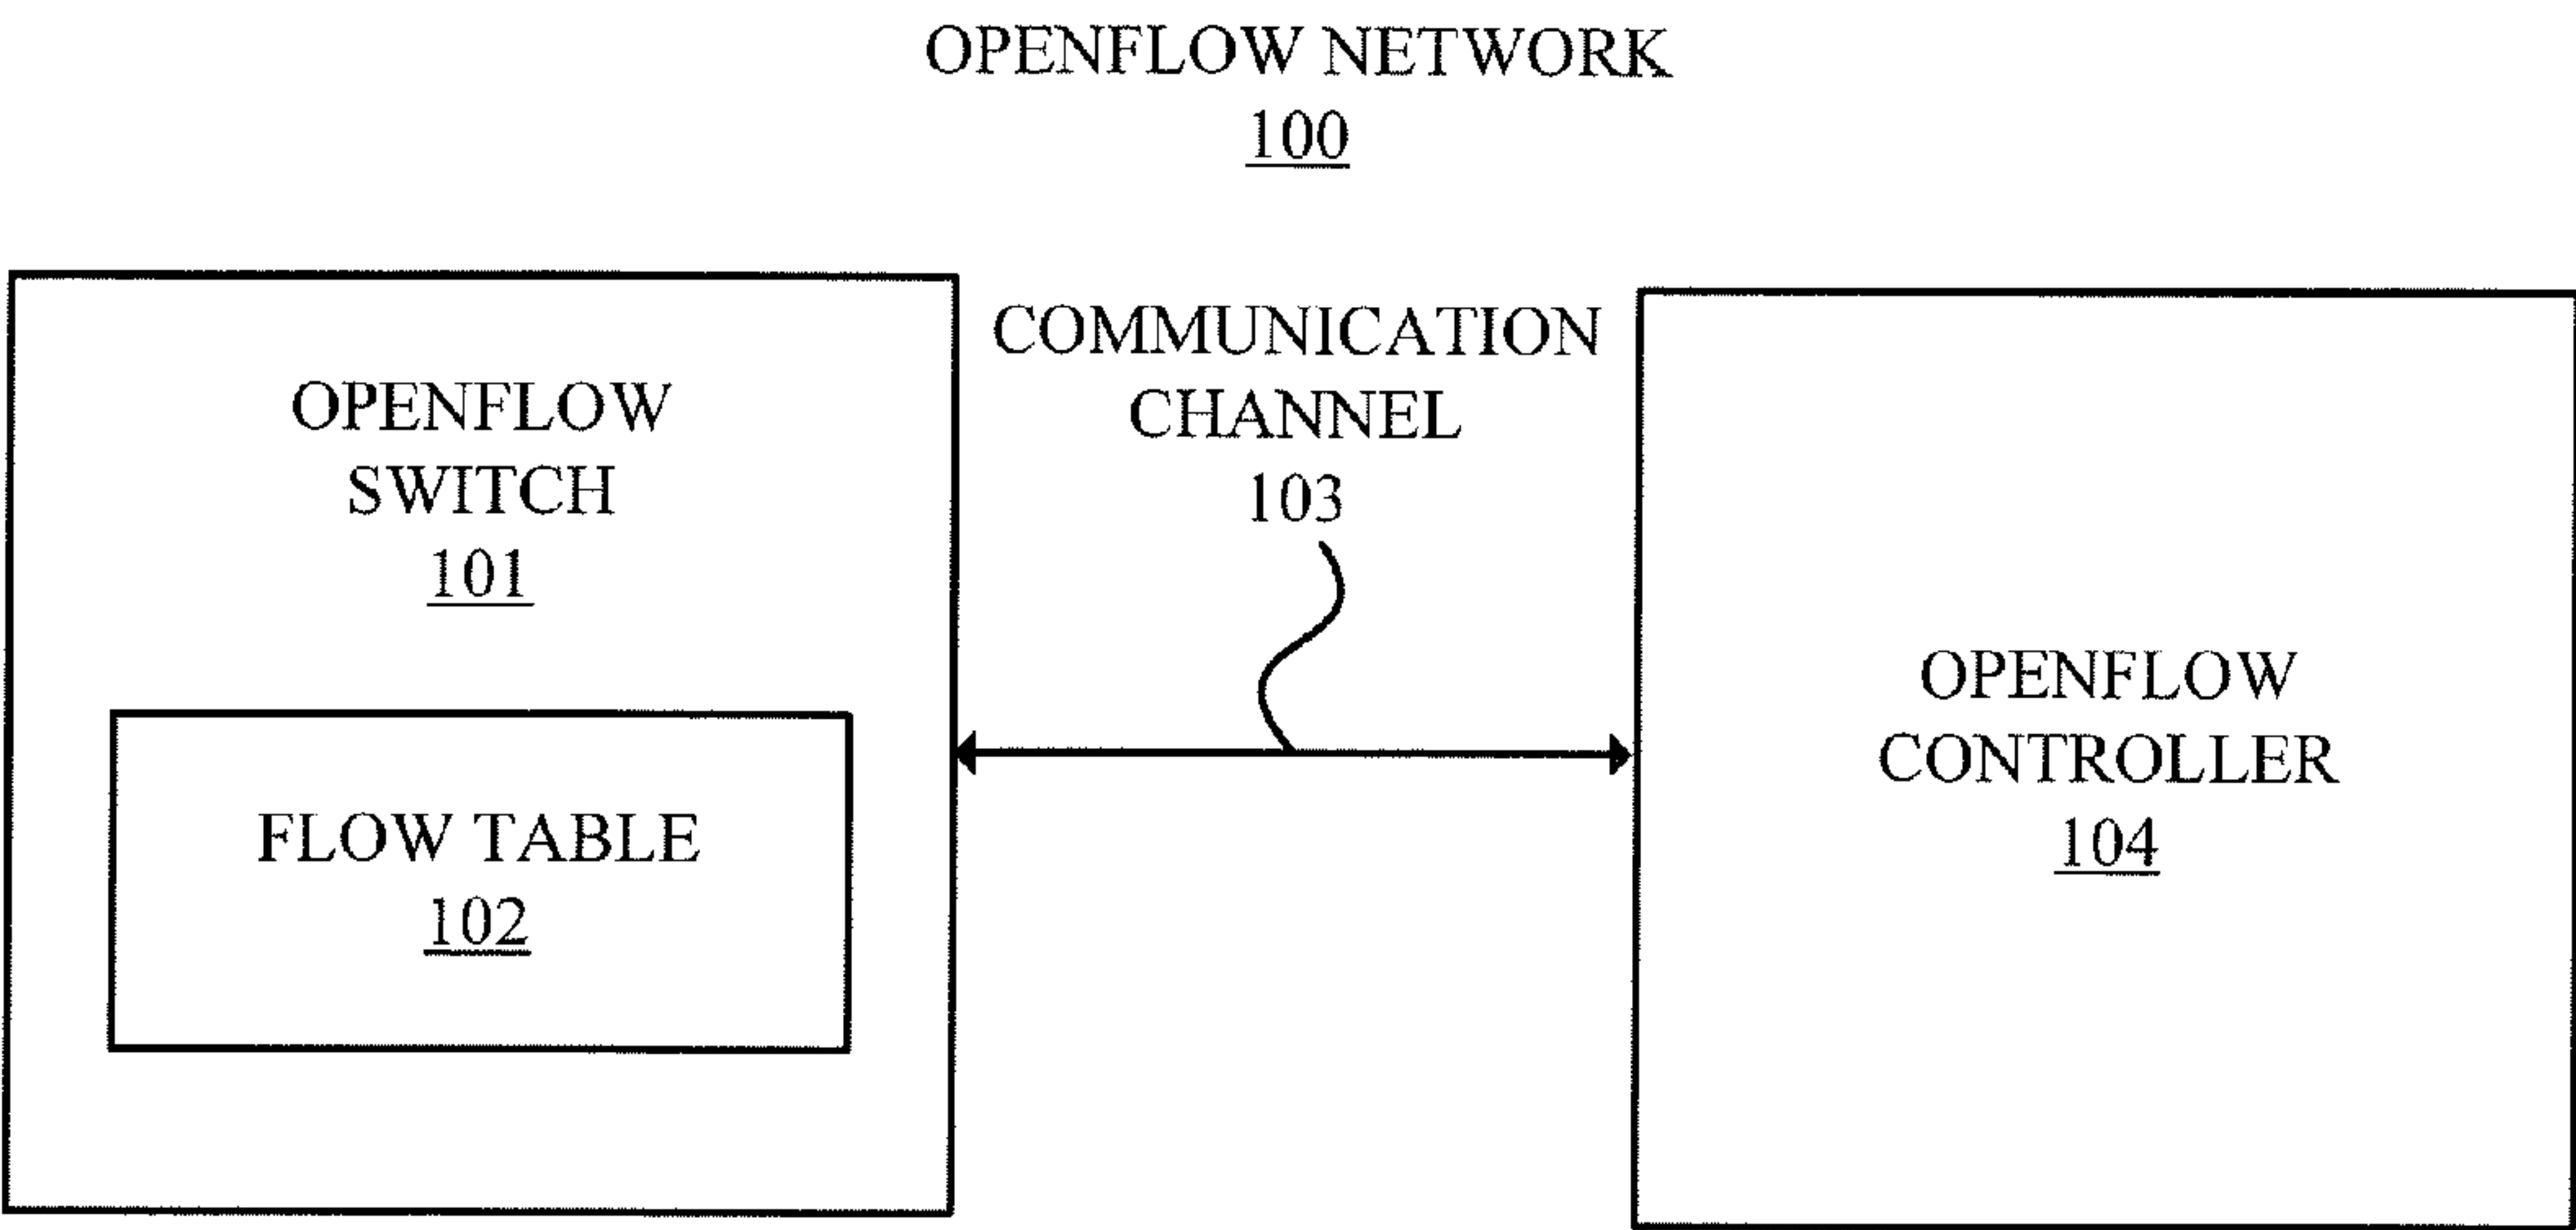 OPENFLOW NETWORK
100
OPENFLOW
SWITCH
101
FLOW TABLE
102
COMMUNICATION
CHANNEL
103
OPENFLOW
CONTROLLER
104